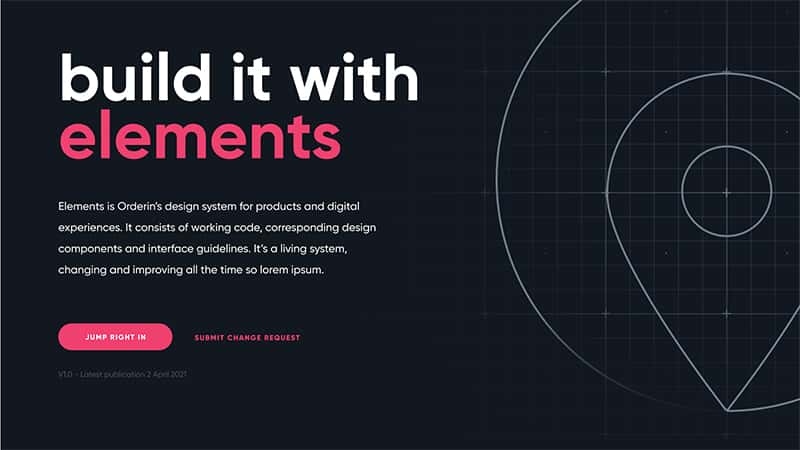 build it with
elements
Elements is Orderin's design system for products and digital
experiences. It consists of working code, corresponding design
components and interface guidelines. It's a living system,
changing and improving all the time so lorem ipsum.
JUMP RIGHT IN
SUBMIT CHANGE REQUEST
V1.0 - Latest publication 2 April 2021